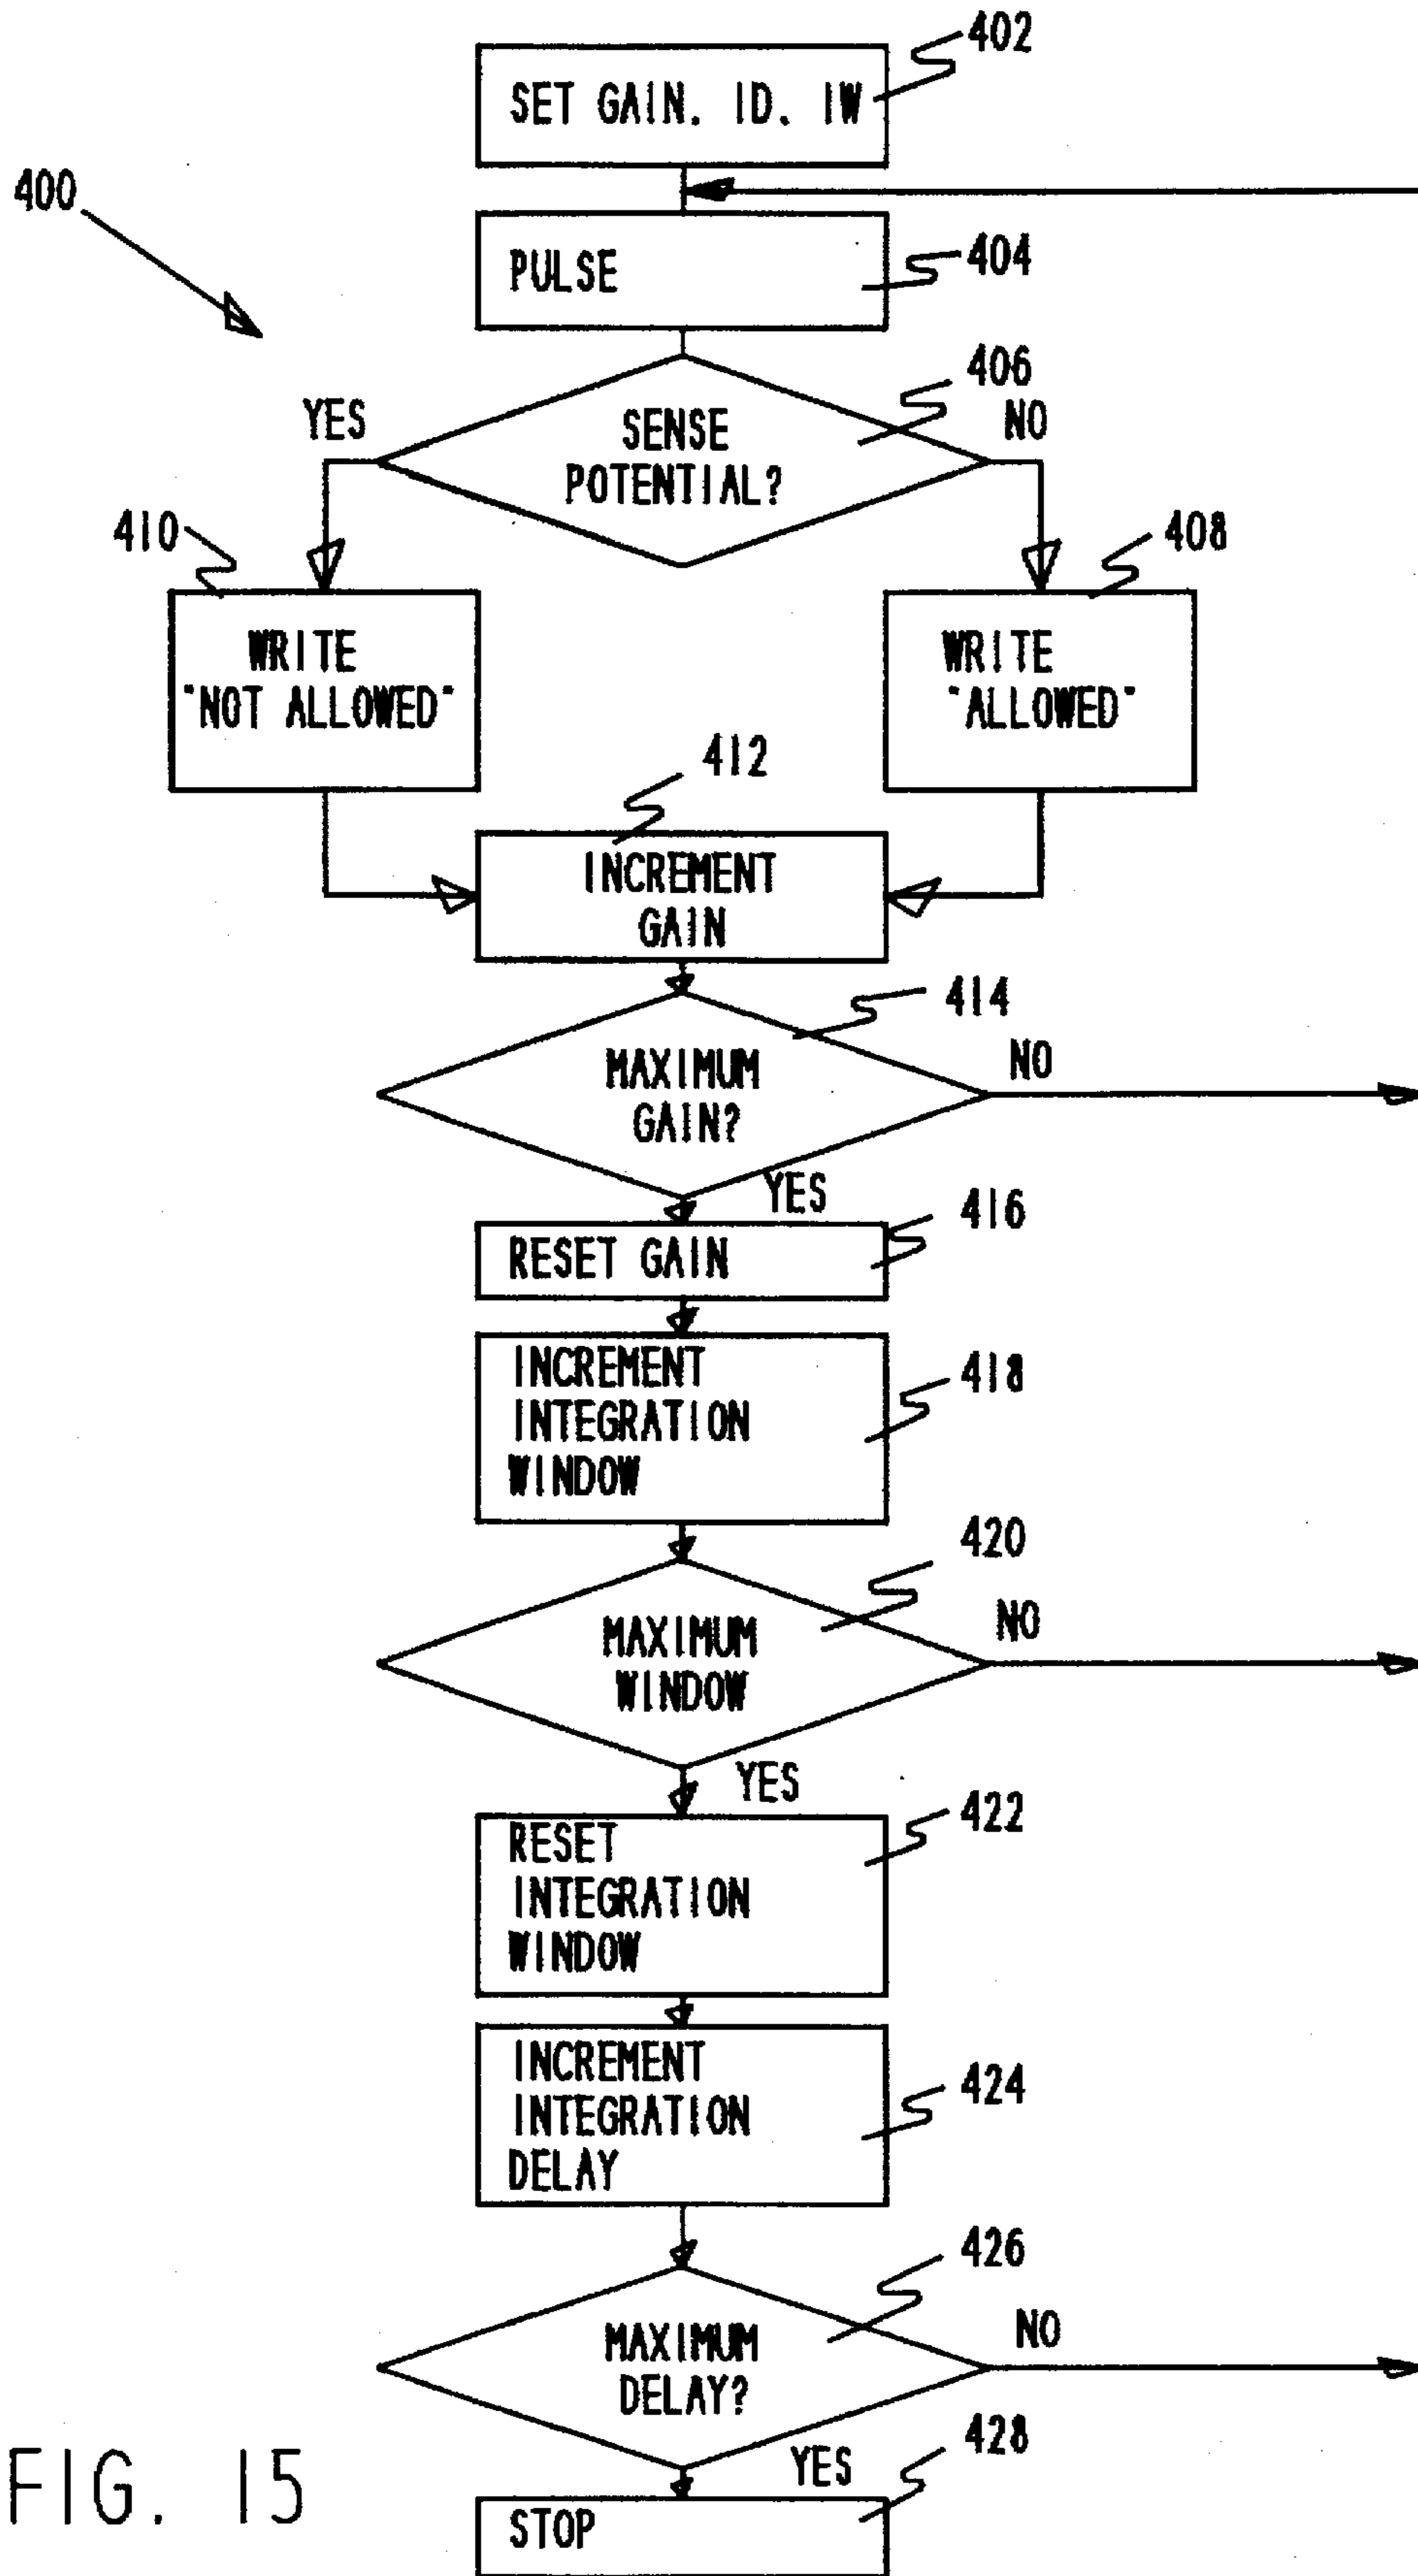 402
SET GAIN. ID. IW
400
PULSE
404
406
YES
NO
SENSE
POTENTIAL?
410
408
WRITE
"NOT ALLOWED"
WRITE
"ALLOWED"
412
INCREMENT
GAIN
414
MAXIMUM
GAIN?
NO
YES
416
RESET GAIN
INCREMENT
INTEGRATION
WINDOW
418
420
MAXIMUM
WINDOW
NO
YES
422
RESET
INTEGRATION
WINDOW
INCREMENT
INTEGRATION
DELAY
424
426
MAXIMUM
DELAY?
NO
428
YES
STOP
FIG. 15